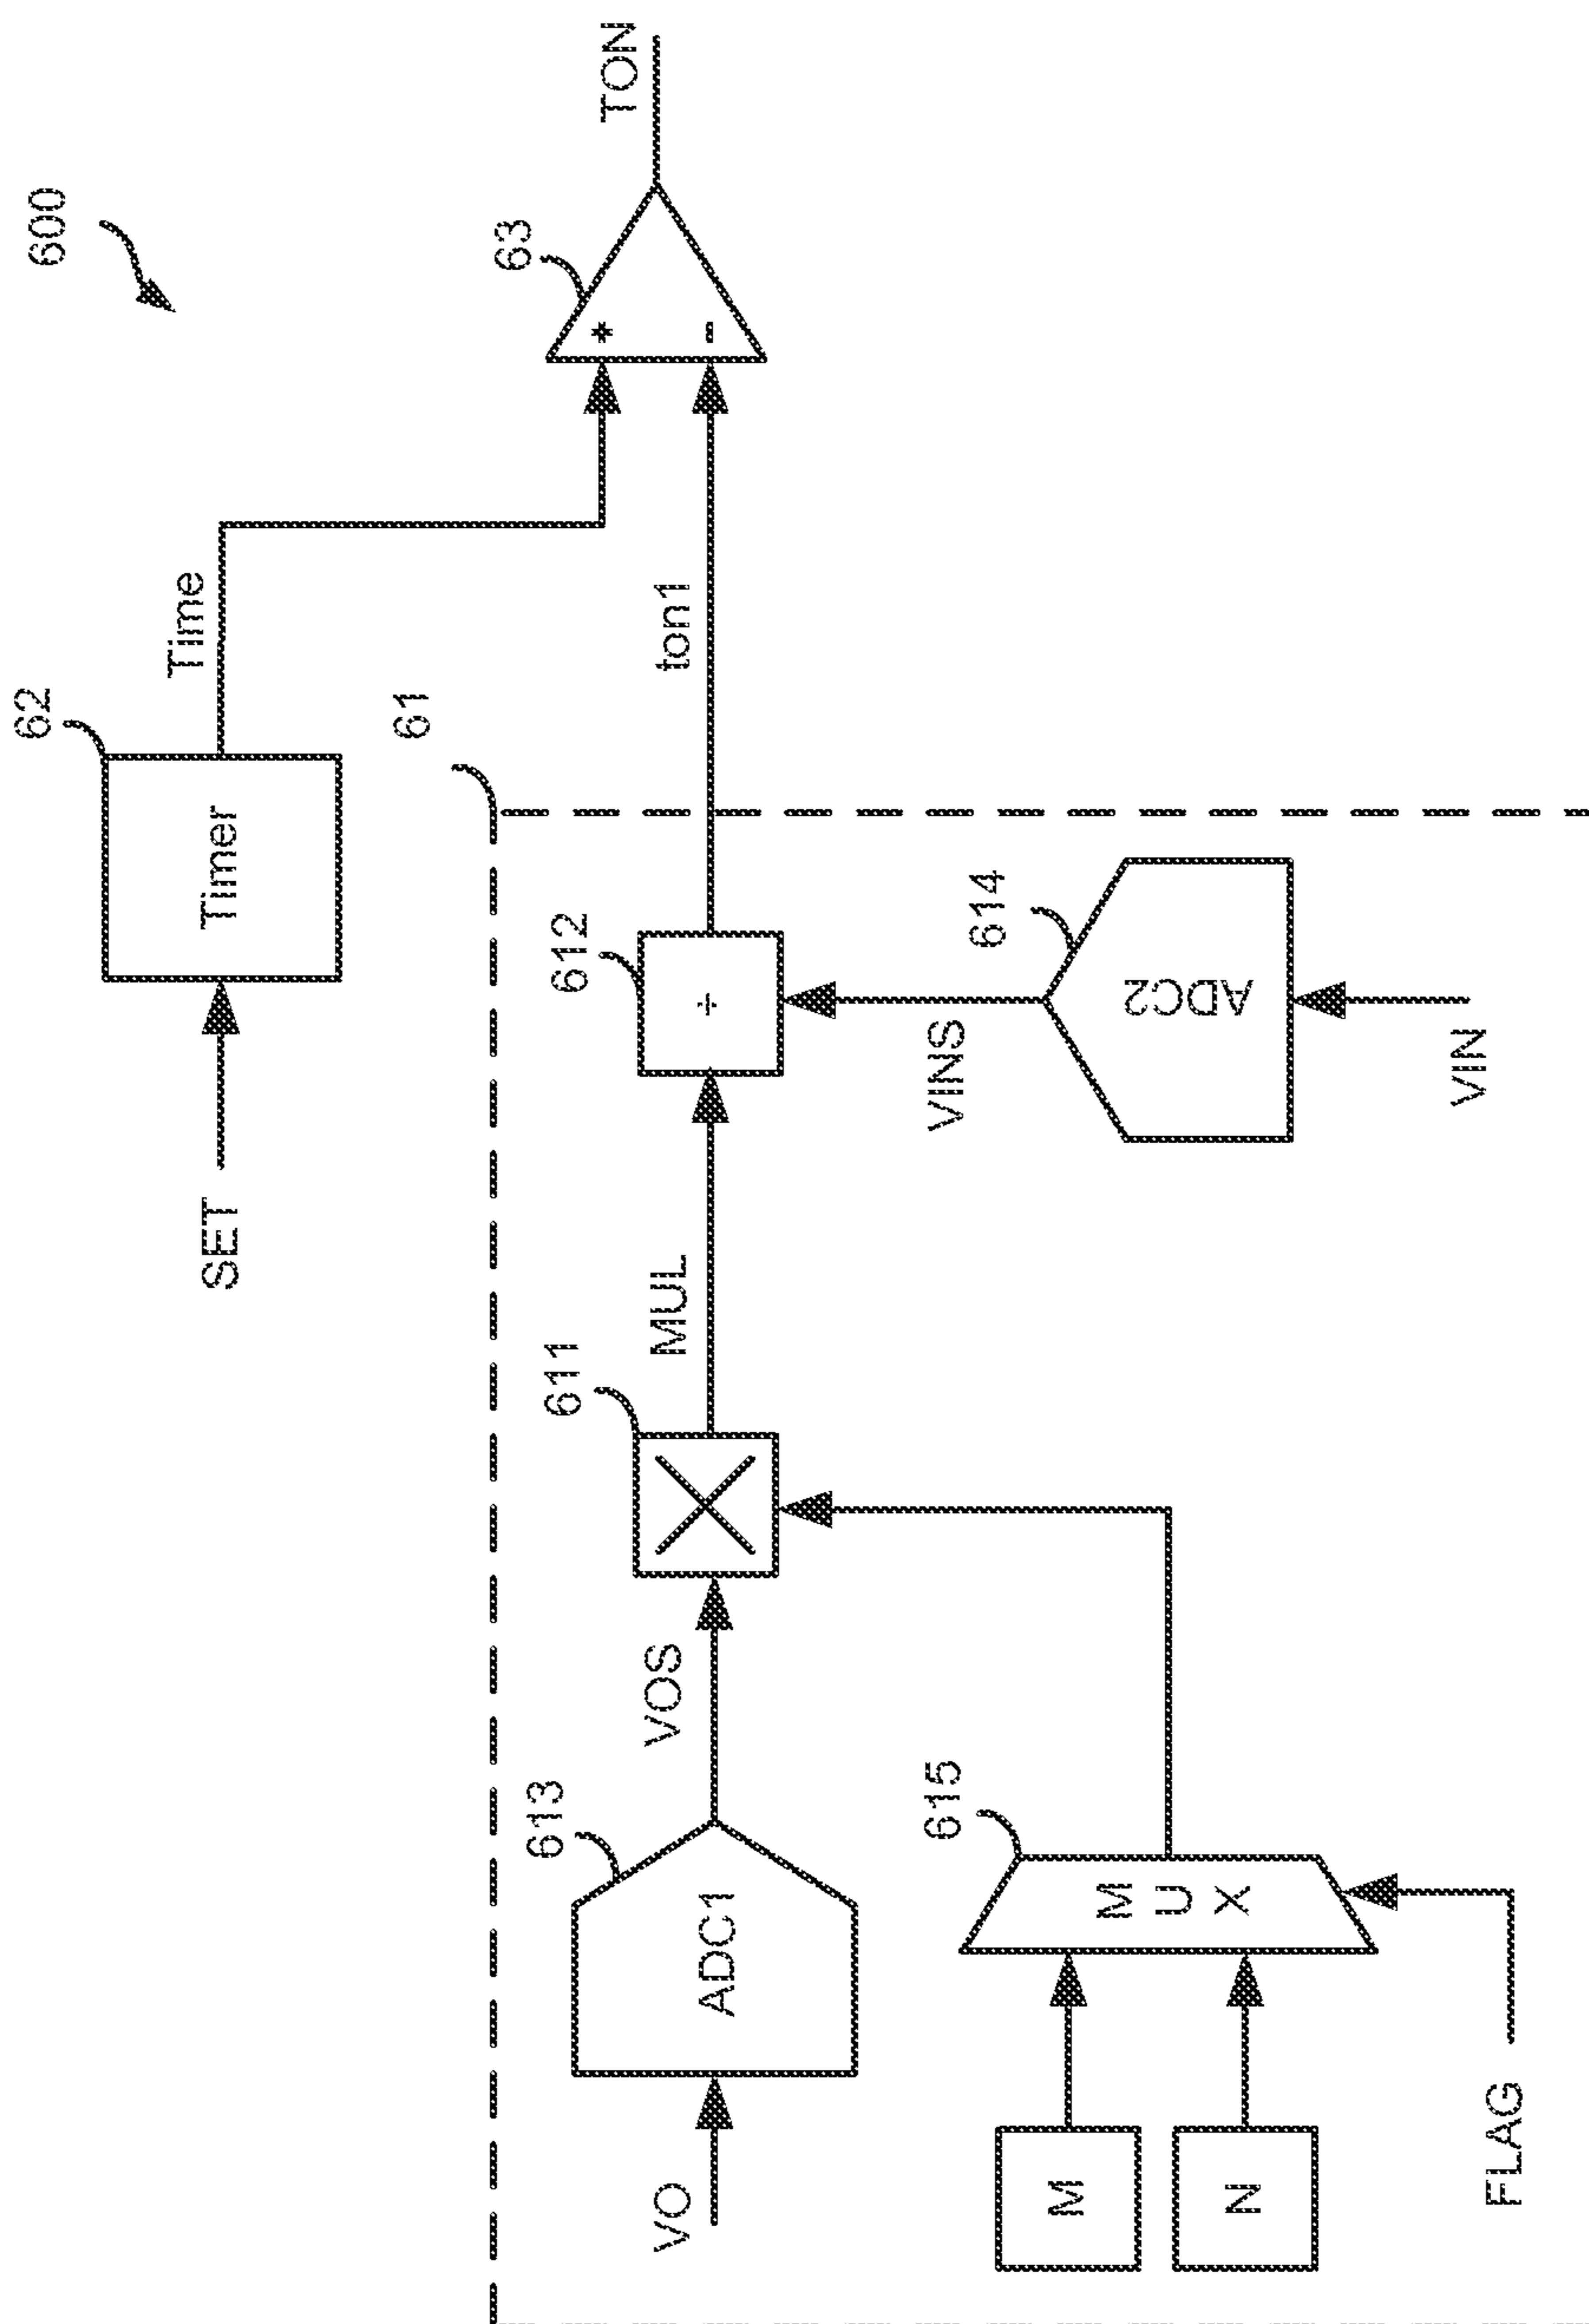 600
62
Timer
SET
Time
63
*
-
TON
61
ton1
612
÷
MUL
611
VOS
613
ADC1
VO
VINS
614
ADC2
VIN
615
MUX
M
N
FLAG